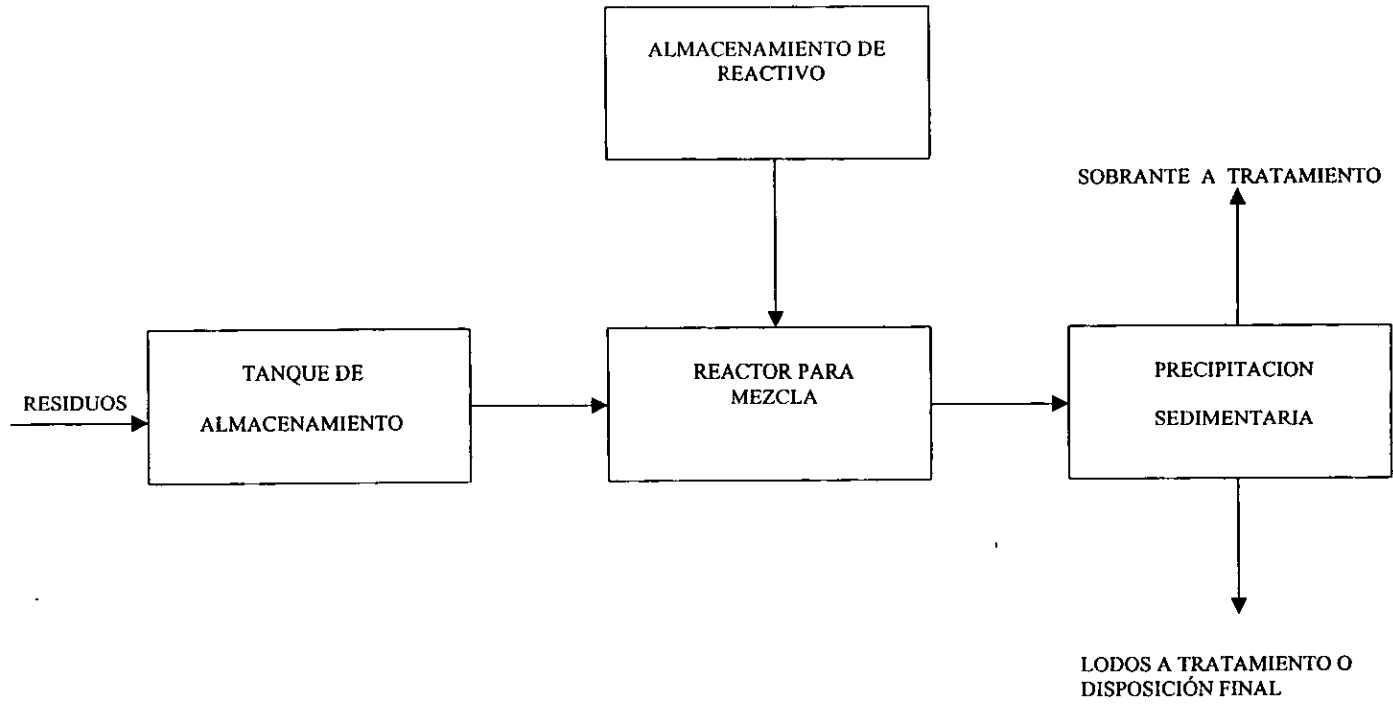 ALMACENAMIENTO DE
REACTIVO
SOBRANTE A TRATAMIENTO
RESIDUOS
TANQUE DE
ALMACENAMIENTO
REACTOR PARA
MEZCLA
PRECIPITACION
SEDIMENTARIA
LODOS A TRATAMIENTO O
DISPOSICIÓN FINAL